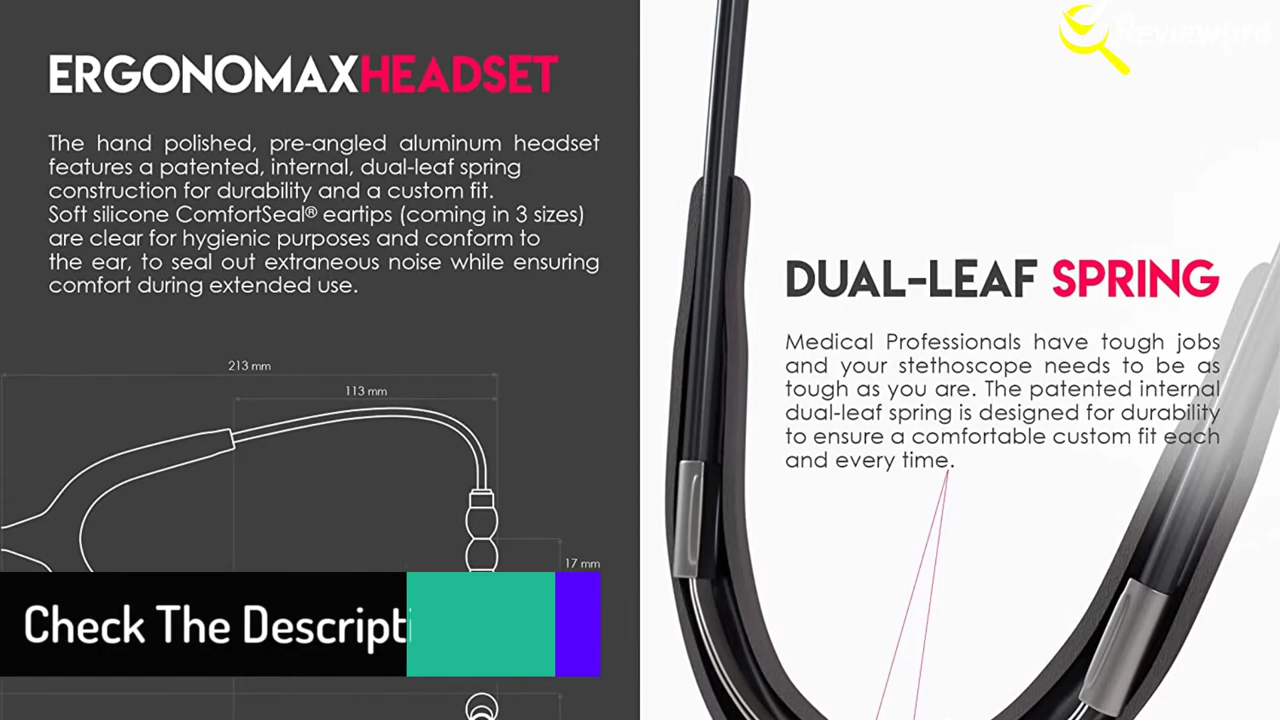 ERGONOMAXHEADSET
The hand polished, pre-angled aluminum headset
features a patented, internal, dual-leaf spring
construction for durability and a custom fit.
Soft silicone ComfortSeal® eartips (coming in 3 sizes)
are clear for hygienic purposes and conform to
the ear, to seal out extraneous noise while ensuring
comfort during extended use.
213 mm
113 mm
17 mm
Check The Descripti
Reviewpro
DUAL-LEAF SPRING
Medical Professionals have tough jobs
and your stethoscope needs to be as
tough as you are. The patented internal
dual-leaf spring is designed for durability
to ensure a comfortable custom fit each
and every time.